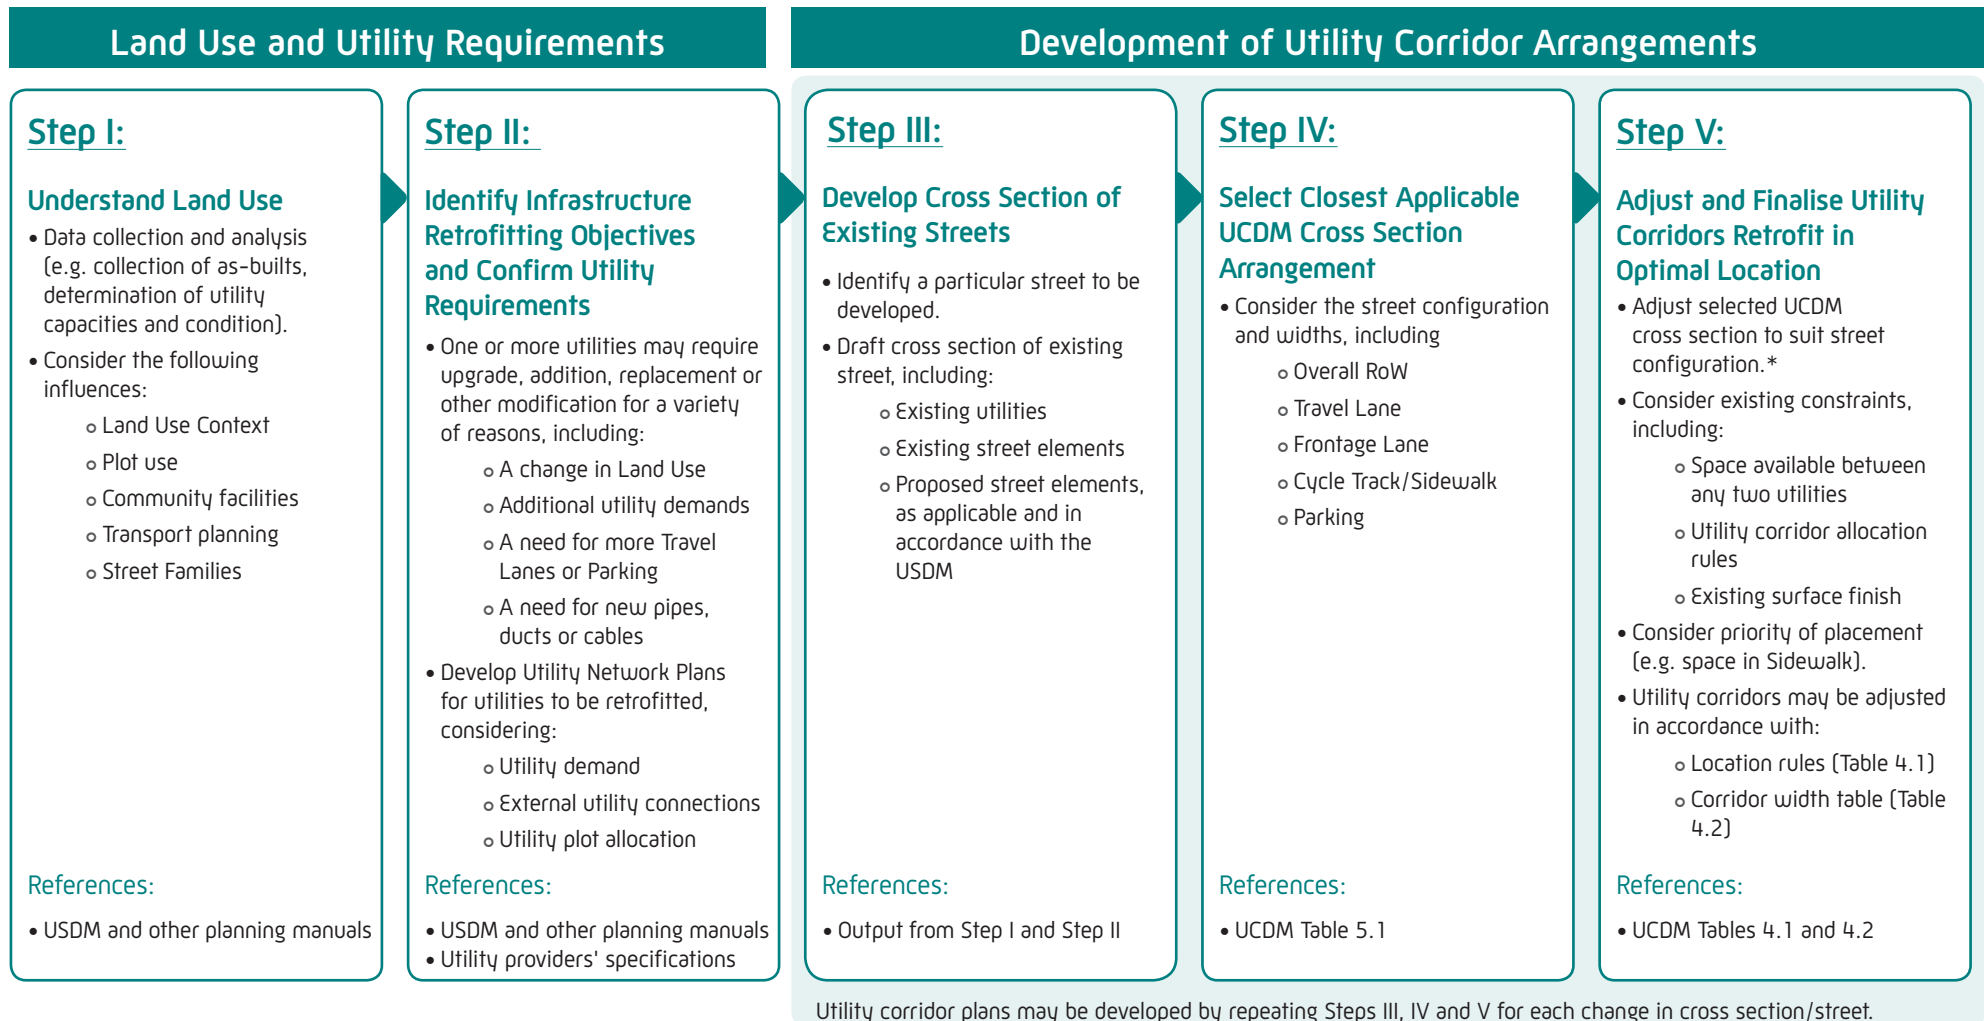 Land Use and Utility Requirements
Development of Utility Corridor Arrangements
Step I:
Understand Land Use
• Data collection and analysis
(e.g. collection of as-builts,
determination of utility
capacities and condition).
• Consider the following
influences:
o Land Use Context
o Plot use
o Community facilities
o Transport planning
o Street Families
References:
• USDM and other planning manuals
Step II:
Identify Infrastructure
Retrofitting Objectives
and Confirm Utility
Requirements
• One or more utilities may require
upgrade, addition, replacement or
other modification for a variety
of reasons, including:
o A change in Land Use
o Additional utility demands
o A need for more Travel
Lanes or Parking
o A need for new pipes,
ducts or cables
• Develop Utility Network Plans
for utilities to be retrofitted,
considering:
o Utility demand
o External utility connections
o Utility plot allocation
References:
• USDM and other planning manuals
• Utility providers' specifications
Step III:
Develop Cross Section of
Existing Streets
• Identify a particular street to be
developed.
• Draft cross section of existing
street, including:
o Existing utilities
o Existing street elements
o Proposed street elements,
as applicable and in
accordance with the
USDM
References:
• Output from Step I and Step II
Step IV:
Select Closest Applicable
UCDM Cross Section
Arrangement
• Consider the street configuration
and widths, including
o Overall RoW
o Travel Lane
o Frontage Lane
o Cycle Track/Sidewalk
o Parking
References:
• UCDM Table 5.1
Step V:
Adjust and Finalise Utility
Corridors Retrofit in
Optimal Location
• Adjust selected UCDM
cross section to suit street
configuration.*
• Consider existing constraints,
including:
o Space available between
any two utilities
o Utility corridor allocation
rules
o Existing surface finish
• Consider priority of placement
(e.g. space in Sidewalk).
• Utility corridors may be adjusted
in accordance with:
o Location rules (Table 4.1)
o Corridor width table (Table
4.2)
References:
• UCDM Tables 4.1 and 4.2
Utility corridor plans may be developed by repeating Steps III, IV and V for each change in cross section/street.